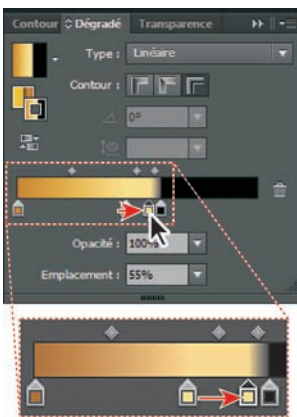 Contour Dégradé Transparence
Type : Linéaire
Contour :
0°
Opacité : 100%
Emplacement : 55%